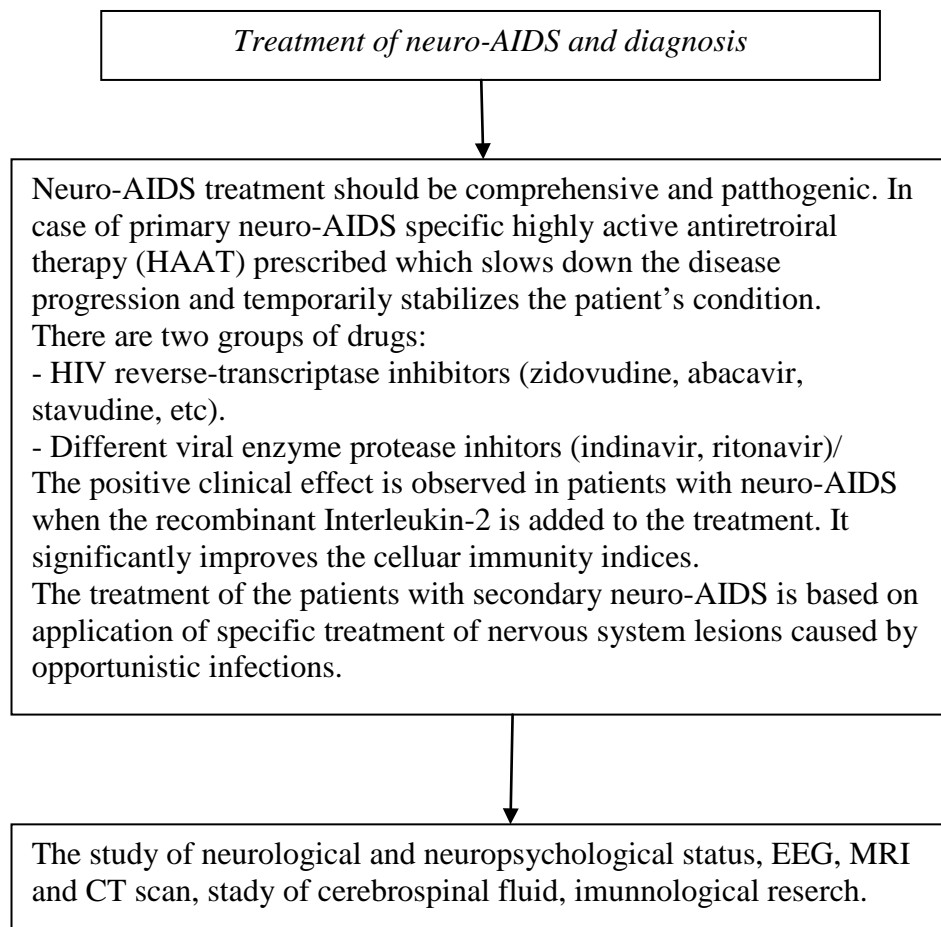 Treatment of neuro-AIDS and diagnosis
Neuro-AIDS treatment should be comprehensive and patthogenic. In
case of primary neuro-AIDS specific highly active antiretroiral
therapy (HAAT) prescribed which slows down the disease
progression and temporarily stabilizes the patient’s condition.
There are two groups of drugs:
- HIV reverse-transcriptase inhibitors (zidovudine, abacavir,
stavudine, etc).
- Different viral enzyme protease inhitors (indinavir, ritonavir)/
The positive clinical effect is observed in patients with neuro-AIDS
when the recombinant Interleukin-2 is added to the treatment. It
significantly improves the celluar immunity indices.
The treatment of the patients with secondary neuro-AIDS is based on
application of specific treatment of nervous system lesions caused by
opportunistic infections.
The study of neurological and neuropsychological status, EEG, MRI
and CT scan, stady of cerebrospinal fluid, imunnological reserch.